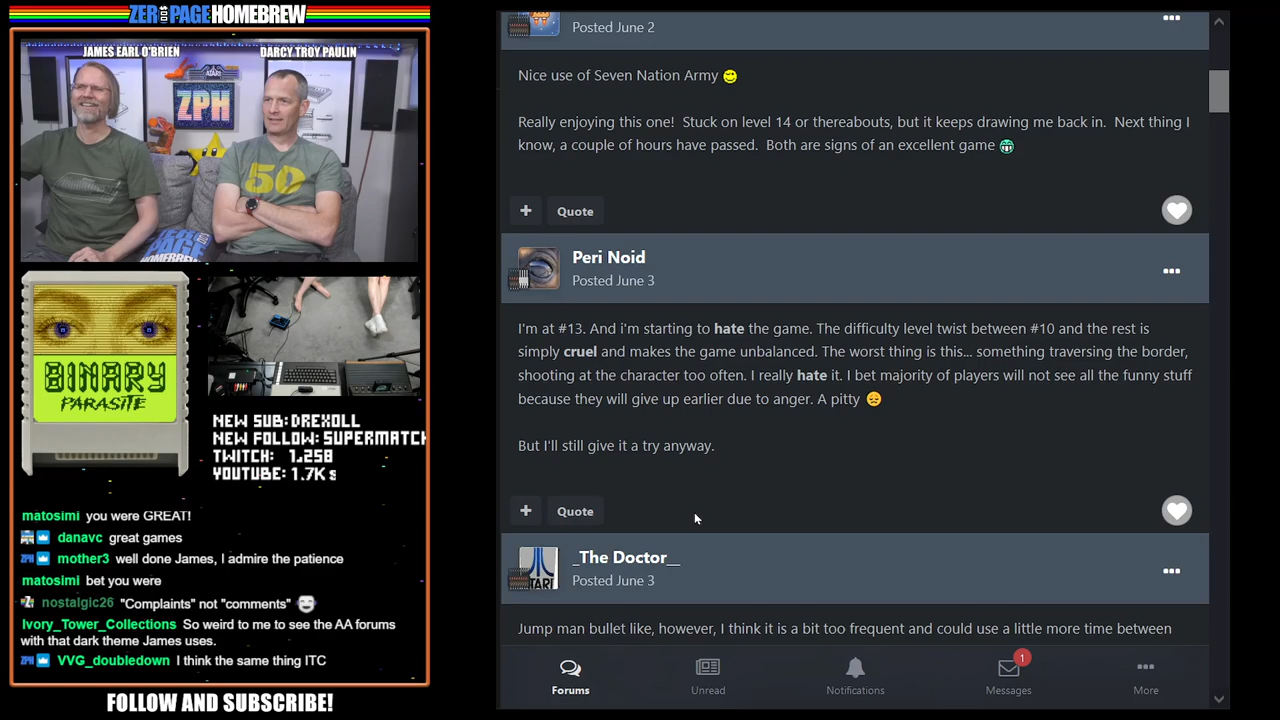 ZER PAGE HOMEBREW
JAMES EARL O'BRIEN
DARCY TROY PAULIN
ATARI
ZPH
50
ZERO PAGE
HOMEBREW
BINARY
PARASITE
NEW SUB: DREXOLL
NEW FOLLOW: SUPERMATCH
TWITCH: 1,258
YOUTUBE: 1.7K s
matosimi you were GREAT!
danavc great games
ZPH mother3 well done James, I admire the patience
matosimi bet you were
nostalgic26 "Complaints" not "comments"
Ivory_Tower_Collections So weird to me to see the AA forums
with that dark theme James uses.
ZPH VVG_doubledown I think the same thing ITC
FOLLOW AND SUBSCRIBE!
Posted June 2
Nice use of Seven Nation Army
Really enjoying this one! Stuck on level 14 or thereabouts, but it keeps drawing me back in. Next thing I
know, a couple of hours have passed. Both are signs of an excellent game
+ Quote
Peri Noid
Posted June 3
I'm at #13. And i'm starting to hate the game. The difficulty level twist between #10 and the rest is
simply cruel and makes the game unbalanced. The worst thing is this... something traversing the border,
shooting at the character too often. I really hate it. I bet majority of players will not see all the funny stuff
because they will give up earlier due to anger. A pitty
But I'll still give it a try anyway.
+ Quote
ATARI
_The Doctor__
Posted June 3
Jump man bullet like, however, I think it is a bit too frequent and could use a little more time between
1
Forums
Unread
Notifications
Messages
More